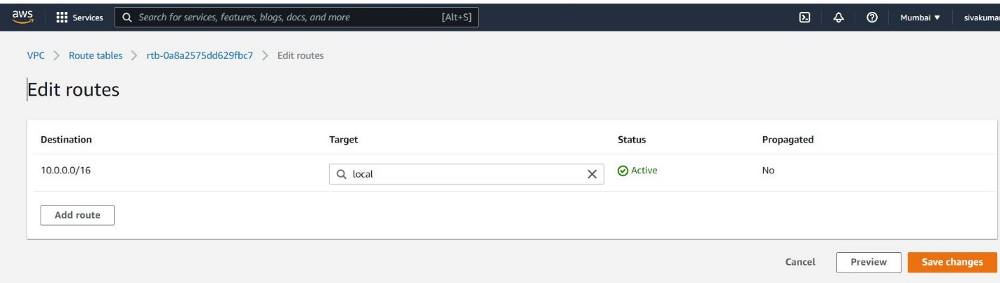 aws Services Search for services, features, blogs, docs, and more [Alt+S] Mumbai
VPC > Route tables > rtb-0a8a2575dd629fbc7 > Edit routes
Edit routes
Destination Target Status Propagated
10.0.0.0/16 local Active No
Add route
Cancel Preview Save changes